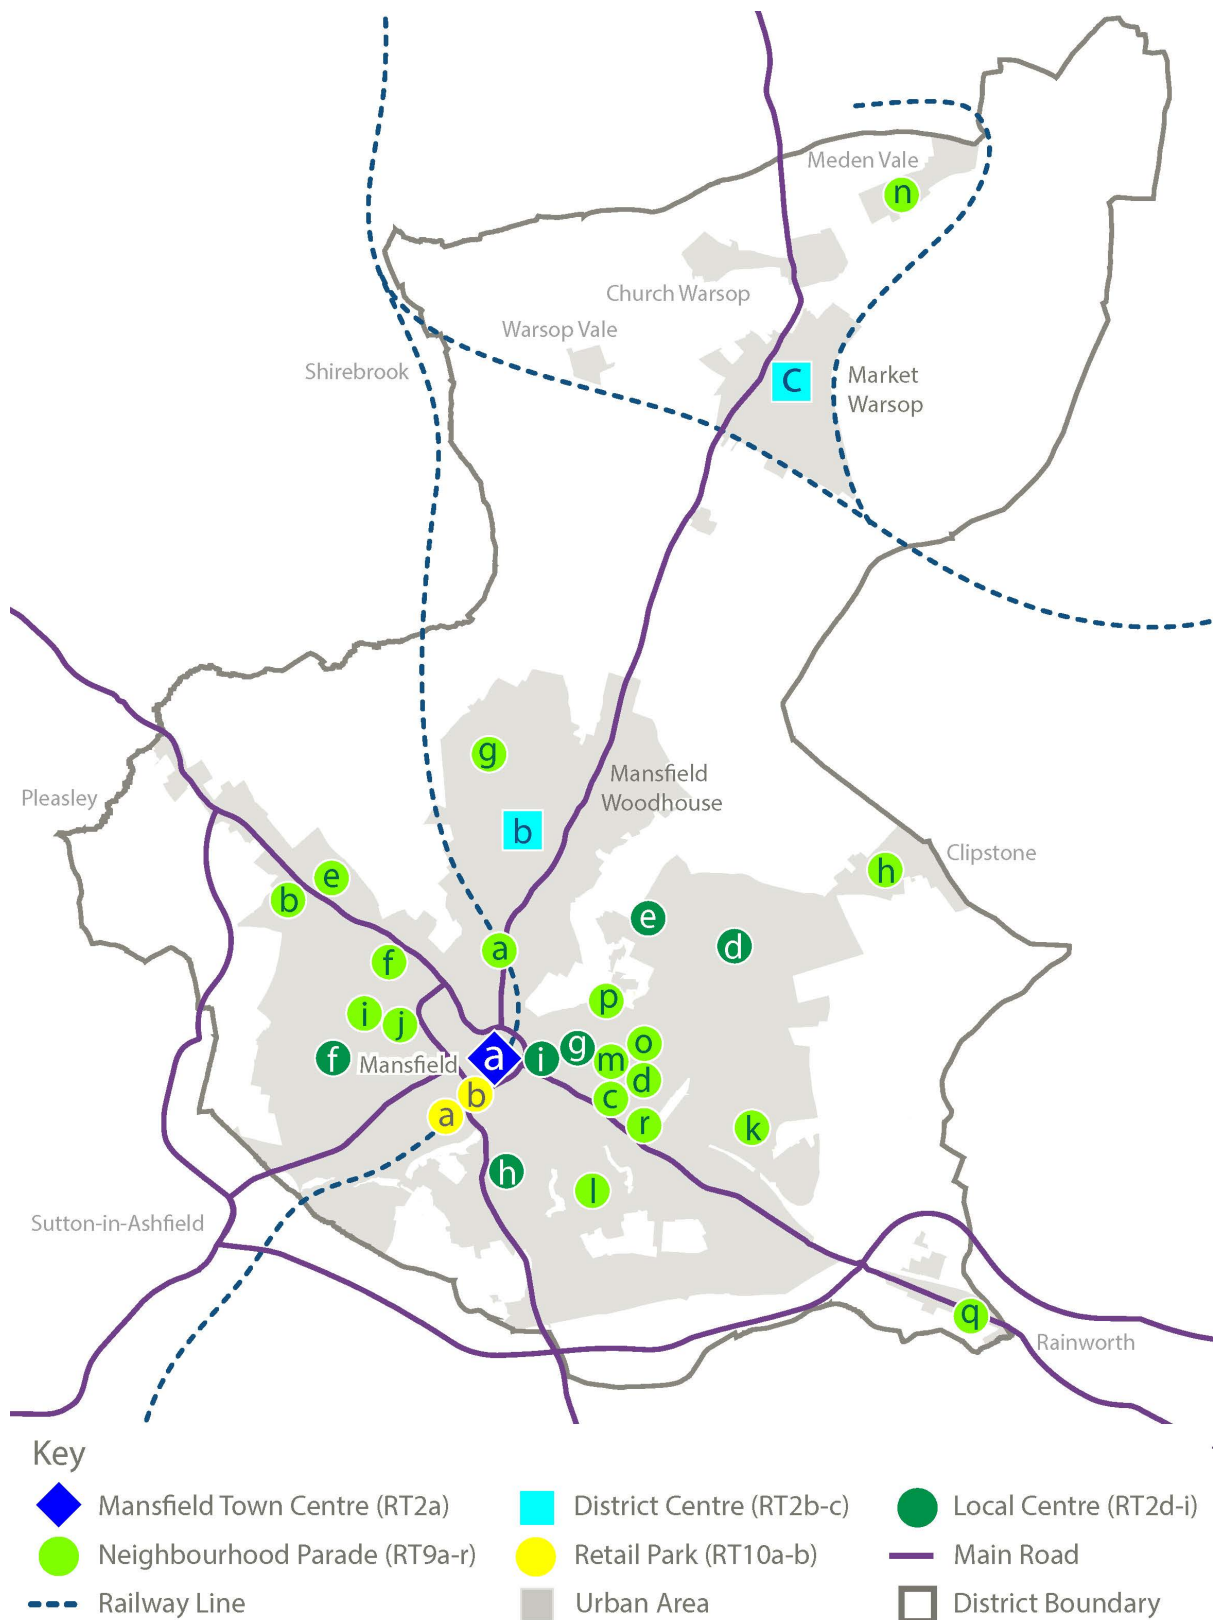 Meden Vale
n
Church Warsop
Warsop Vale
Shirebrook
c
Market
Warsop
g
Mansfield
Woodhouse
Pleasley
b
Clipstone
h
e
b
e
d
a
f
p
i
j
o
g
f
Mansfield
a
i
m
d
b
c
a
r
k
h
l
Sutton-in-Ashfield
q
Rainworth
Key
Mansfield Town Centre (RT2a)
District Centre (RT2b-c)
Local Centre (RT2d-i)
Neighbourhood Parade (RT9a-r)
Retail Park (RT10a-b)
Main Road
Railway Line
Urban Area
District Boundary